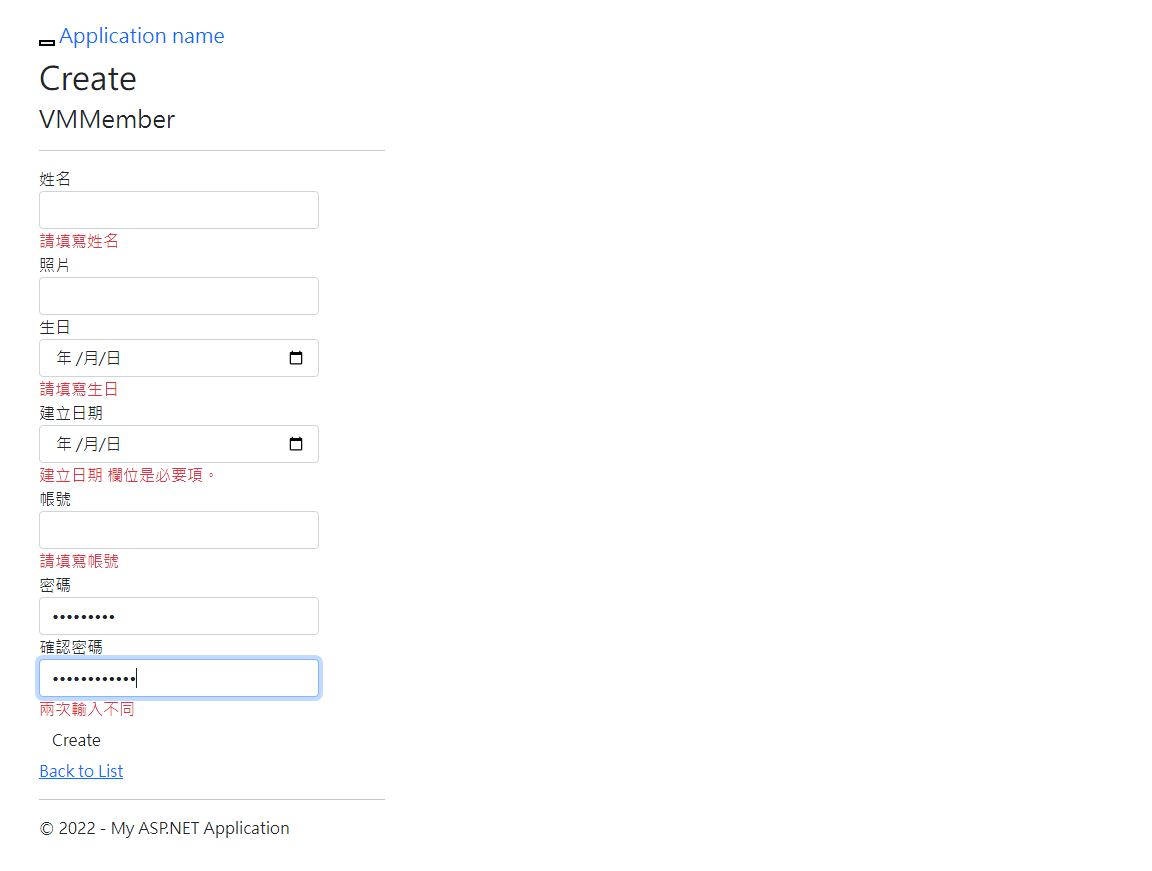 Application name
Create
VMMember
姓名
請填寫姓名
照片
生日
年 /月/日
請填寫生日
建立日期
年 /月/日
建立日期 欄位是必要項。
帳號
請填寫帳號
密碼
•••••••••
確認密碼
••••••••••••
兩次輸入不同
Create
Back to List
© 2022 - My ASP.NET Application